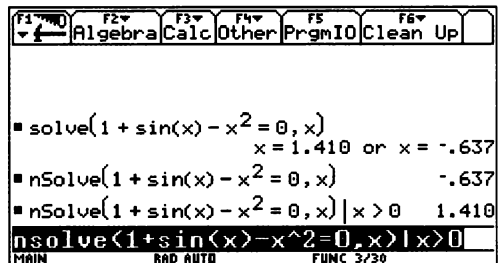 F1 F2 F3 F4 F5 F6
Algebra Calc Other PrgmIO Clean Up
▪ solve(1 + sin(x) − x² = 0, x)
x = 1.410 or x = -.637
▪ nSolve(1 + sin(x) − x² = 0, x) -.637
▪ nSolve(1 + sin(x) − x² = 0, x) | x > 0 1.410
nsolve(1+sin(x)-x^2=0,x)|x>0
MAIN RAD AUTO FUNC 3/30